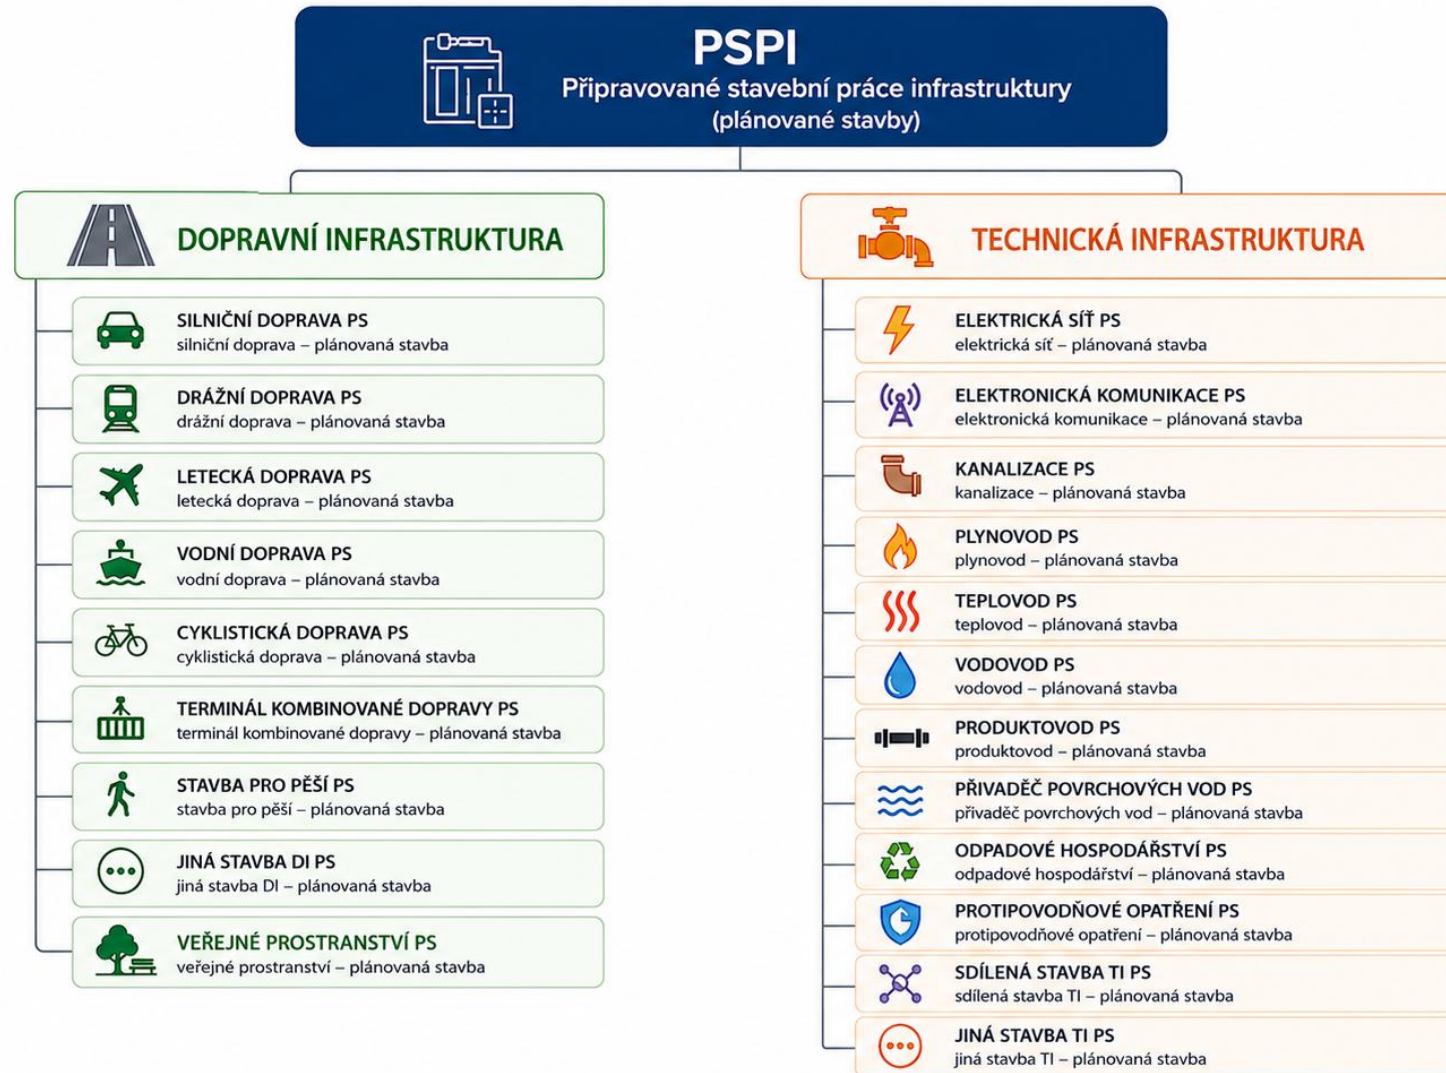 PSPI
Připravované stavební práce infrastruktury
(plánované stavby)
DOPRAVNÍ INFRASTRUKTURA
SILNIČNÍ DOPRAVA PS
silniční doprava – plánovaná stavba
DRÁŽNÍ DOPRAVA PS
drážní doprava – plánovaná stavba
LETECKÁ DOPRAVA PS
letecká doprava – plánovaná stavba
VODNÍ DOPRAVA PS
vodní doprava – plánovaná stavba
CYKLISTICKÁ DOPRAVA PS
cyklistická doprava – plánovaná stavba
TERMINÁL KOMBINOVANÉ DOPRAVY PS
terminál kombinované dopravy – plánovaná stavba
STAVBA PRO PĚŠÍ PS
stavba pro pěší – plánovaná stavba
JINÁ STAVBA DI PS
jiná stavba DI – plánovaná stavba
VEŘEJNÉ PROSTRANSTVÍ PS
veřejné prostranství – plánovaná stavba
TECHNICKÁ INFRASTRUKTURA
ELEKTRICKÁ SÍŤ PS
elektrická síť – plánovaná stavba
ELEKTRONICKÁ KOMUNIKACE PS
elektronická komunikace – plánovaná stavba
KANALIZACE PS
kanalizace – plánovaná stavba
PLYNOVOD PS
plynovod – plánovaná stavba
TEPLOVOD PS
teplovod – plánovaná stavba
VODOVOD PS
vodovod – plánovaná stavba
PRODUKTOVOD PS
produktovod – plánovaná stavba
PŘIVADĚČ POVRCHOVÝCH VOD PS
přivaděč povrchových vod – plánovaná stavba
ODPADOVÉ HOSPODÁŘSTVÍ PS
odpadové hospodářství – plánovaná stavba
PROTIPOVODŇOVÉ OPATŘENÍ PS
protipovodňové opatření – plánovaná stavba
SDÍLENÁ STAVBA TI PS
sdílená stavba TI – plánovaná stavba
JINÁ STAVBA TI PS
jiná stavba TI – plánovaná stavba